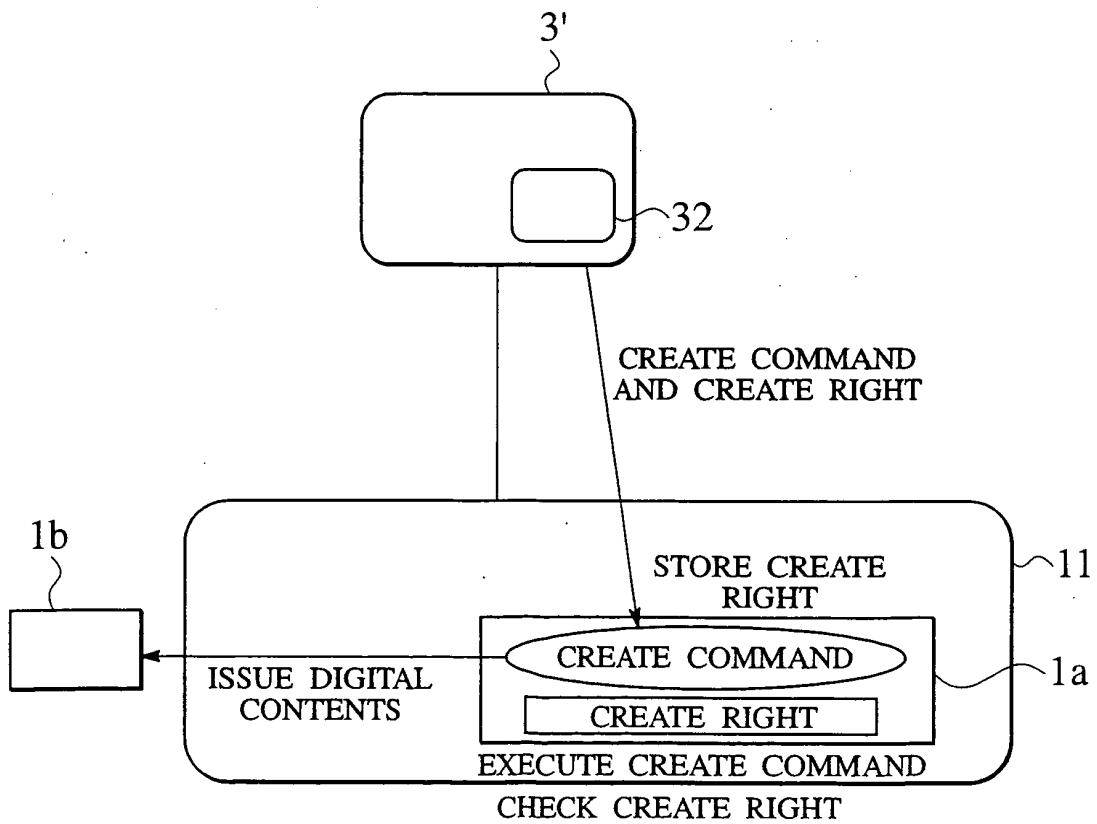 3'
32
CREATE COMMAND
AND CREATE RIGHT
1b
11
STORE CREATE
RIGHT
CREATE COMMAND
1a
ISSUE DIGITAL
CONTENTS
CREATE RIGHT
EXECUTE CREATE COMMAND
CHECK CREATE RIGHT